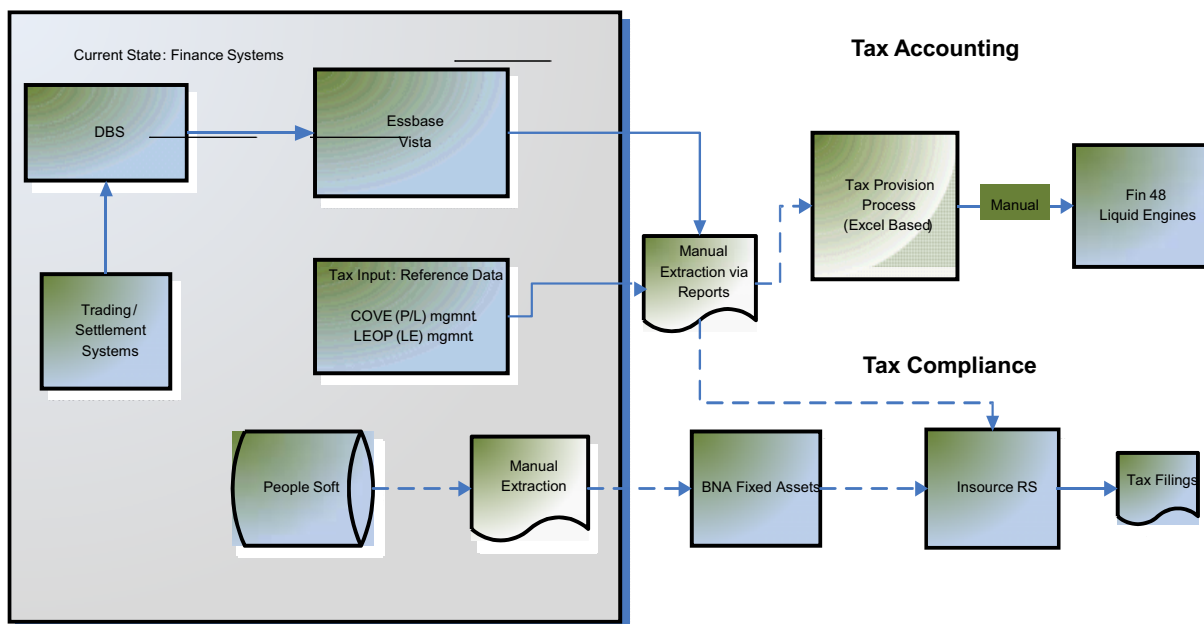 Current State: Finance Systems
Tax Accounting
DBS
Essbase
Vista
Tax Provision
Process
(Excel Based)
Manual
Fin 48
Liquid Engines
Manual
Extraction via
Reports
Tax Input: Reference Data
COVE (P/L) mgmnt.
LEOP (LE) mgmnt
Trading/
Settlement
Systems
Tax Compliance
People Soft
Manual
Extraction
BNA Fixed Assets
Insource RS
Tax Filings